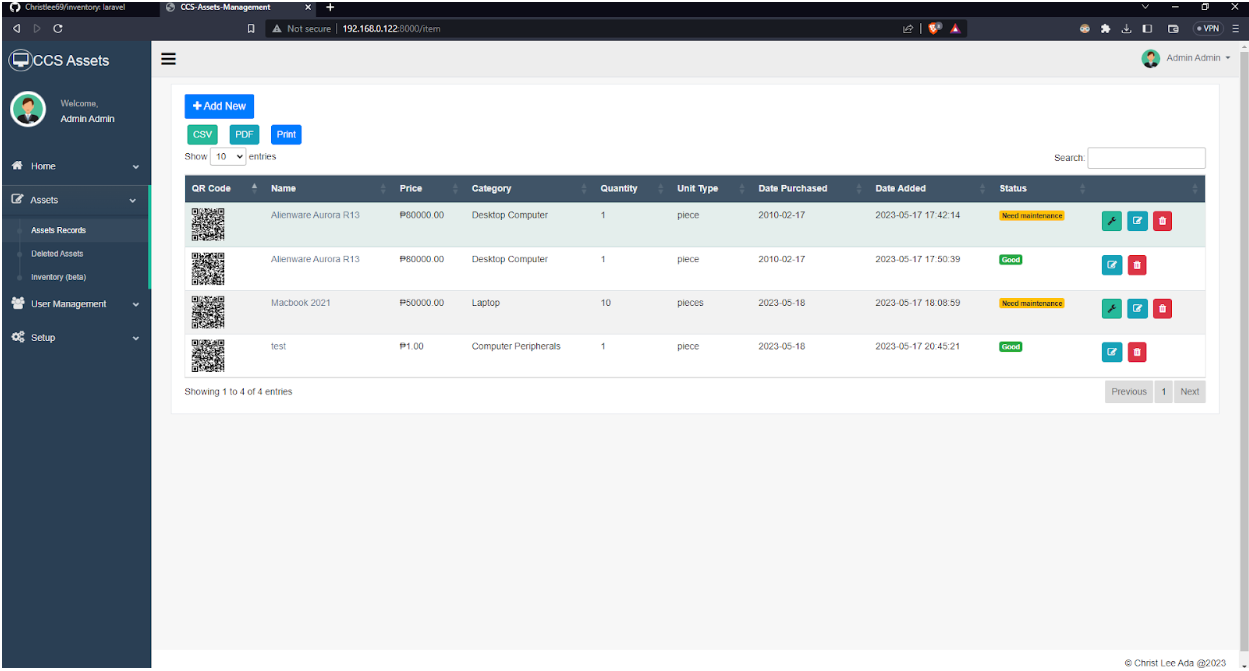 Christlee69/inventory: laravel
CCS-Assets-Management
Not secure 192.168.0.122:8000/item
VPN
CCS Assets
Admin Admin
Welcome,
Admin Admin
Home
Assets
Assets Records
Deleted Assets
Inventory (beta)
User Management
Setup
Add New
CSV PDF Print
Show 10 entries
Search:
QR Code Name Price Category Quantity Unit Type Date Purchased Date Added Status
Alienware Aurora R13 ₱80000.00 Desktop Computer 1 piece 2010-02-17 2023-05-17 17:42:14 Need maintenance
Alienware Aurora R13 ₱80000.00 Desktop Computer 1 piece 2010-02-17 2023-05-17 17:50:39 Good
Macbook 2021 ₱50000.00 Laptop 10 pieces 2023-05-18 2023-05-17 18:08:59 Need maintenance
test ₱1.00 Computer Peripherals 1 piece 2023-05-18 2023-05-17 20:45:21 Good
Showing 1 to 4 of 4 entries
Previous 1 Next
© Christ Lee Ada @2023